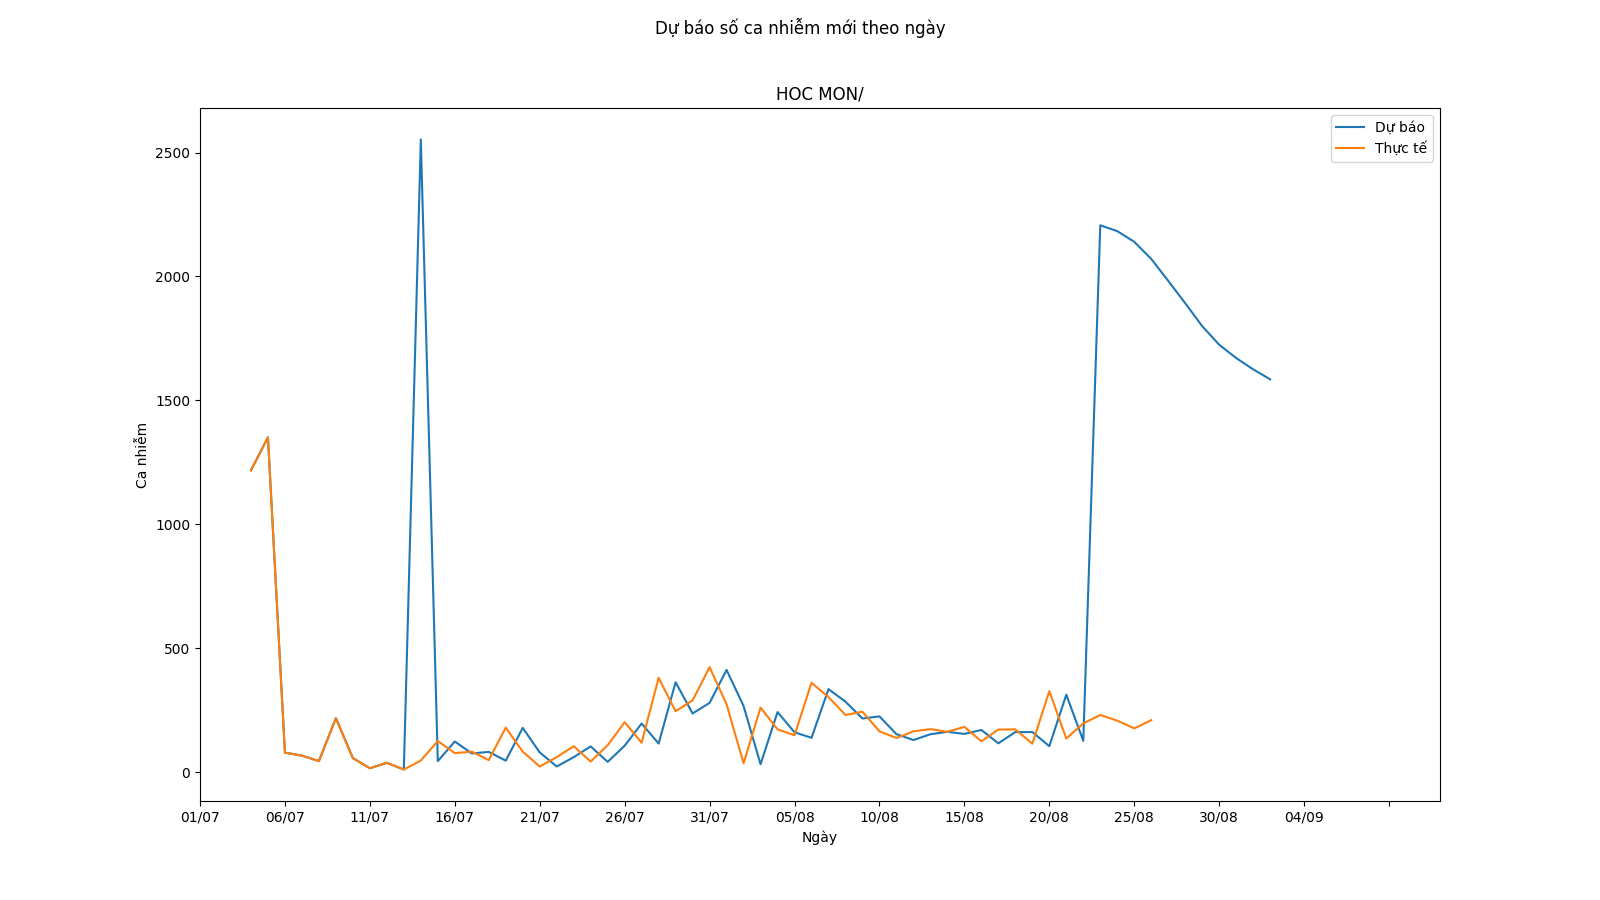 Dự báo số ca nhiễm mới theo ngày
HOC MON/
Dự báo
Thực tế
2500
2000
1500
1000
500
0
Ca nhiễm
01/07 06/07 11/07 16/07 21/07 26/07 31/07 05/08 10/08 15/08 20/08 25/08 30/08 04/09
Ngày